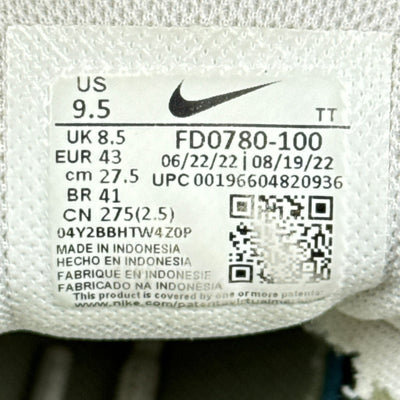 US
9.5
TT
UK 8.5
FD0780-100
EUR 43
06/22/22 | 08/19/22
cm 27.5
UPC 00196604820936
BR 41
CN 275(2.5)
04Y2BBHTW4Z0P
MADE IN INDONESIA
HECHO EN INDONESIA
FABRIQUE EN INDONESIE
FABRICADO NA INDONESIA
This product is covered by one or more patents.